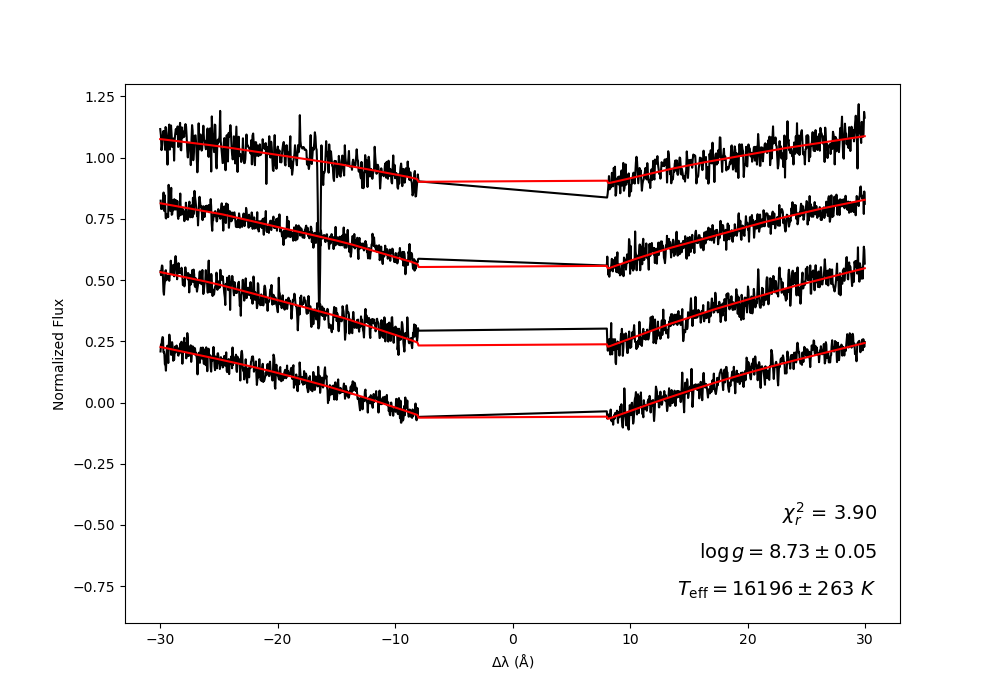 1.25
1.00
0.75
0.50
0.25
0.00
−0.25
−0.50
−0.75
Normalized Flux
χ²ᵣ = 3.90
log g = 8.73 ± 0.05
T_eff = 16196 ± 263 K
−30 −20 −10 0 10 20 30
Δλ (Å)